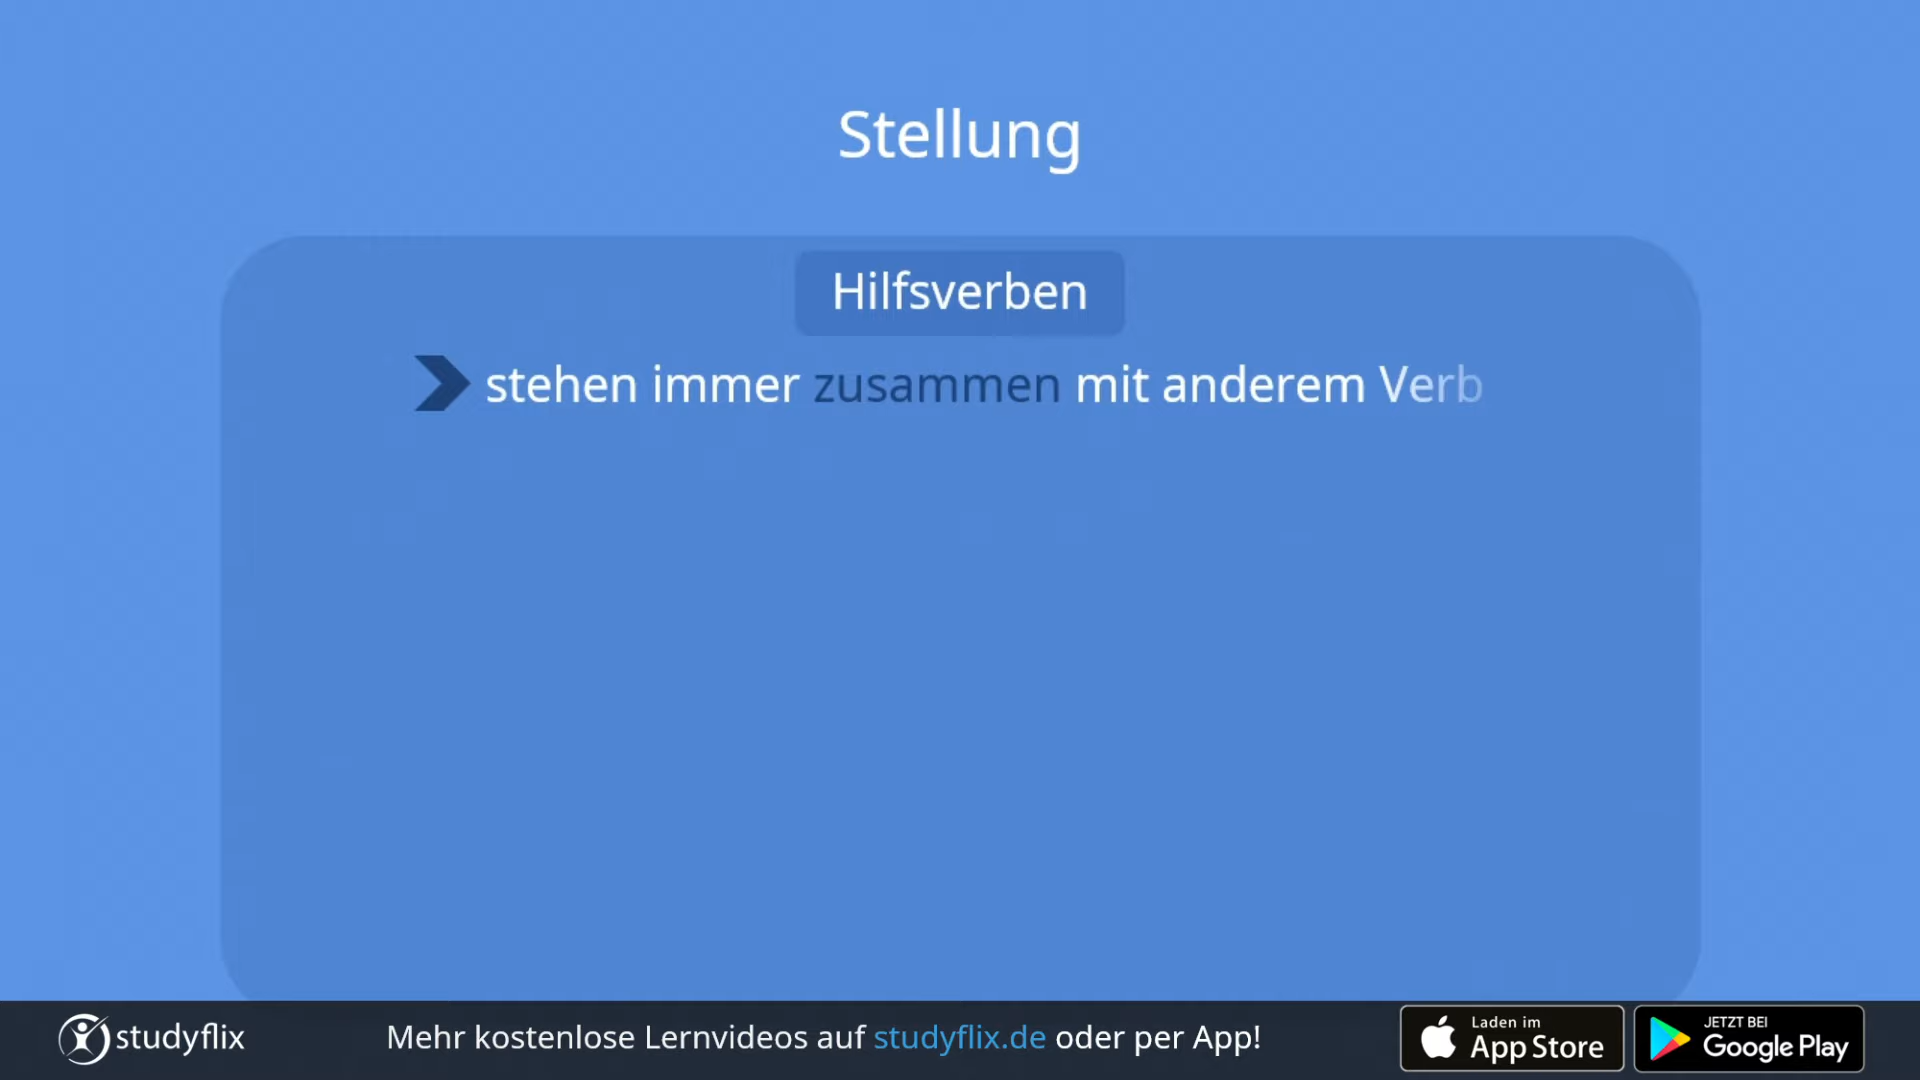 Stellung
Hilfsverben
stehen immer zusammen mit anderem Verb
studyflix
Mehr kostenlose Lernvideos auf studyflix.de oder per App!
Laden im
App Store
JETZT BEI
Google Play